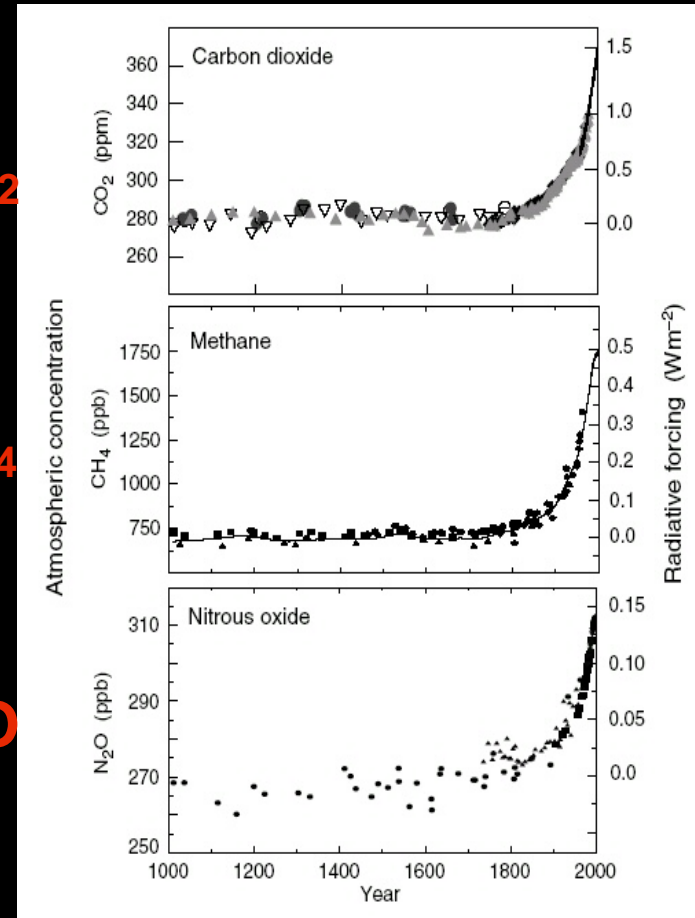 Carbon dioxide
360
340
320
300
280
260
CO2 (ppm)
1.5
1.0
0.5
0.0
2
Methane
1750
1500
1250
1000
750
CH4 (ppb)
0.5
0.4
0.3
0.2
0.1
0.0
4
Atmospheric concentration
Radiative forcing (Wm−2)
Nitrous oxide
310
290
270
250
N2O (ppb)
0.15
0.10
0.05
0.0
O
1000 1200 1400 1600 1800 2000
Year